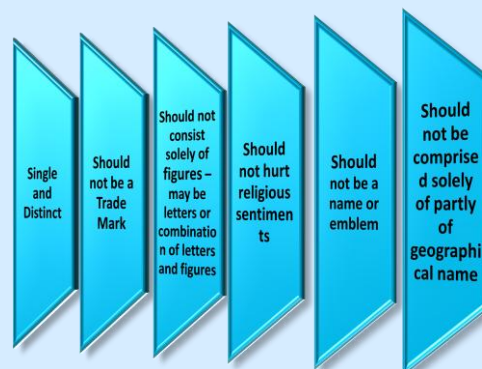 Single
and
Distinct
Should
not be a
Trade
Mark
Should not
consist
solely of
figures –
may be
letters or
combinatio
n of letters
and figures
Should
not hurt
religious
sentimen
ts
Should
not be a
name or
emblem
Should
not be
comprise
d solely
of partly
of
geographi
cal name